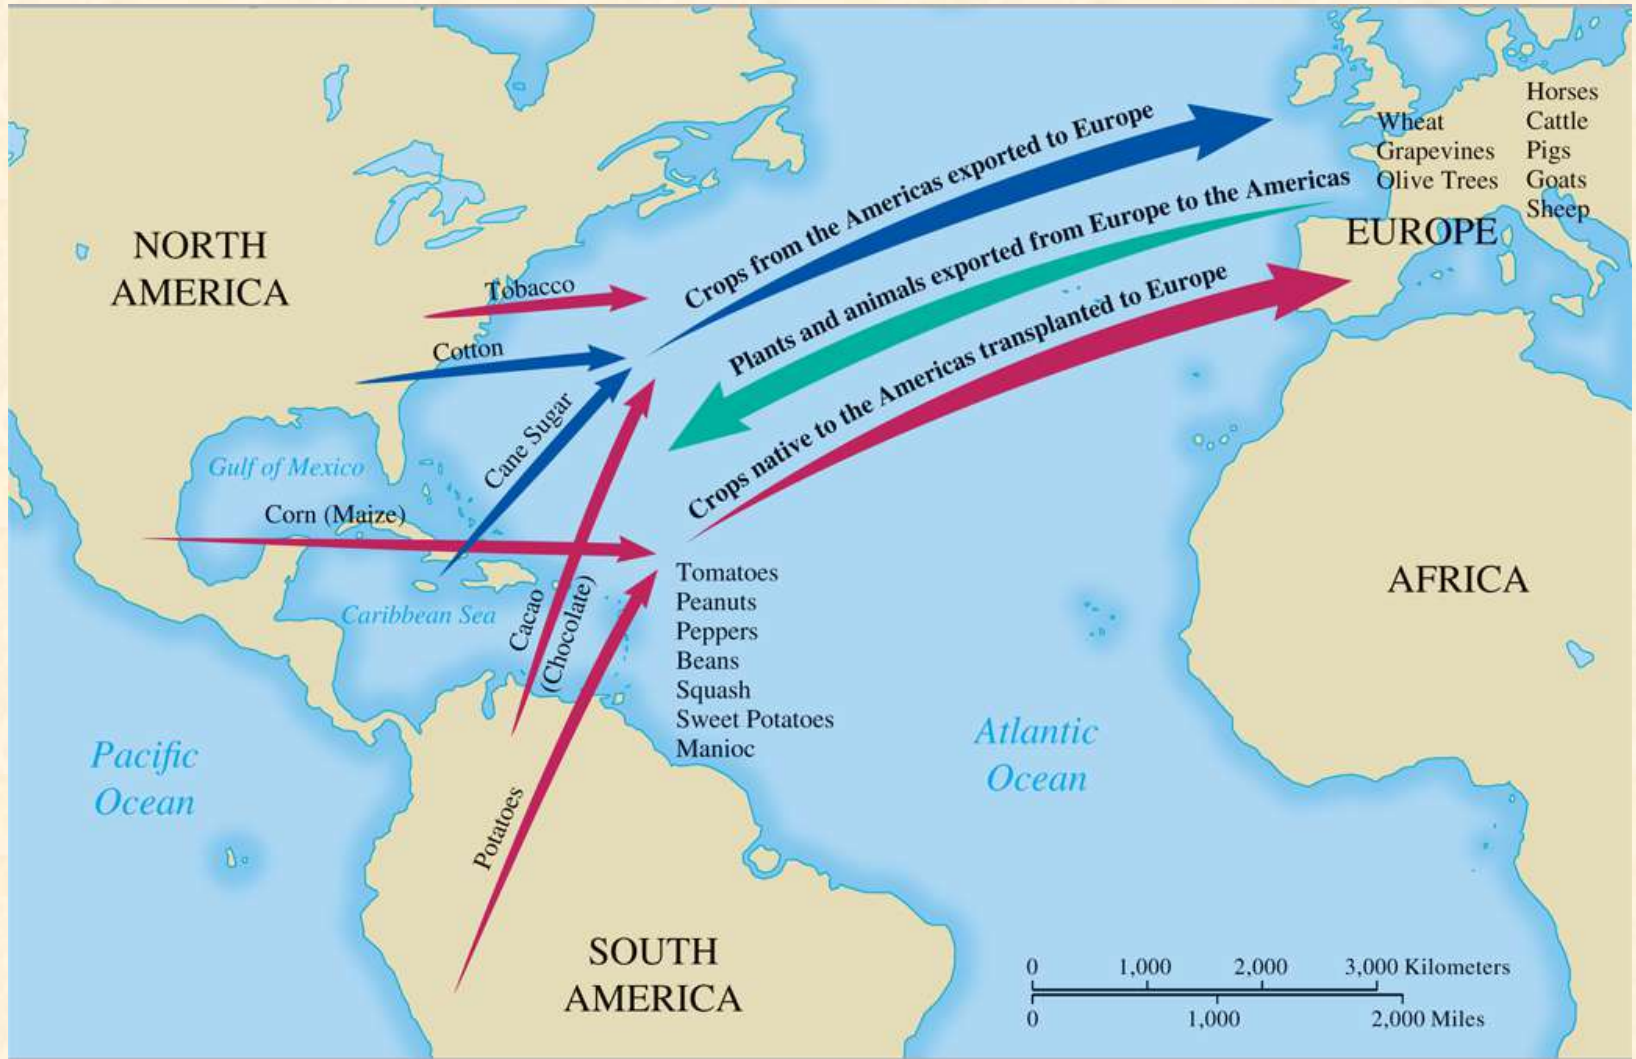 Horses
Wheat
Cattle
Grapevines
Pigs
Olive Trees
Goats
Sheep
EUROPE
Crops from the Americas exported to Europe
Plants and animals exported from Europe to the Americas
Crops native to the Americas transplanted to Europe
NORTH
AMERICA
Tobacco
Cotton
Cane Sugar
Gulf of Mexico
Corn (Maize)
Caribbean Sea
Cacao
(Chocolate)
Potatoes
Tomatoes
Peanuts
Peppers
Beans
Squash
Sweet Potatoes
Manioc
AFRICA
Pacific
Ocean
Atlantic
Ocean
SOUTH
AMERICA
0 1,000 2,000 3,000 Kilometers
0 1,000 2,000 Miles